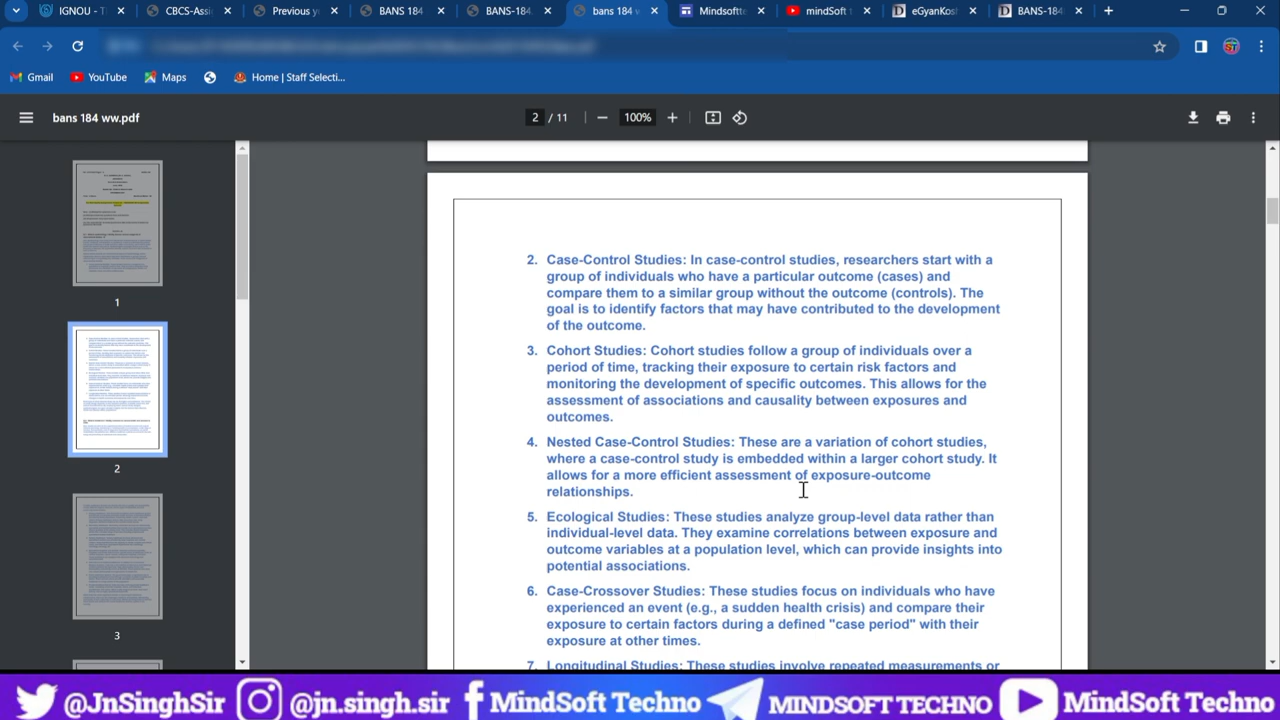 IGNOU - T
CBCS-Assi
Previous y
BANS 184
BANS-184
bans 184 w
Mindsoftte
mindSoft t
eGyanKos
BANS-184
Gmail
YouTube
Maps
Home | Staff Selecti...
ST
bans 184 ww.pdf
2 / 11
100%
1
2
3
2. Case-Control Studies: In case-control studies, researchers start with a
group of individuals who have a particular outcome (cases) and
compare them to a similar group without the outcome (controls). The
goal is to identify factors that may have contributed to the development
of the outcome.
3. Cohort Studies: Cohort studies follow a group of individuals over a
period of time, tracking their exposure to certain risk factors and
monitoring the development of specific outcomes. This allows for the
assessment of associations and causality between exposures and
outcomes.
4. Nested Case-Control Studies: These are a variation of cohort studies,
where a case-control study is embedded within a larger cohort study. It
allows for a more efficient assessment of exposure-outcome
relationships.
5. Ecological Studies: These studies analyze group-level data rather than
individual-level data. They examine correlations between exposure and
outcome variables at a population level, which can provide insights into
potential associations.
6. Case-Crossover Studies: These studies focus on individuals who have
experienced an event (e.g., a sudden health crisis) and compare their
exposure to certain factors during a defined "case period" with their
exposure at other times.
7. Longitudinal Studies: These studies involve repeated measurements or
@JnSinghSir @jn.singh.sir MindSoft Techno MINDSOFT TECHNO MindSoft Techno